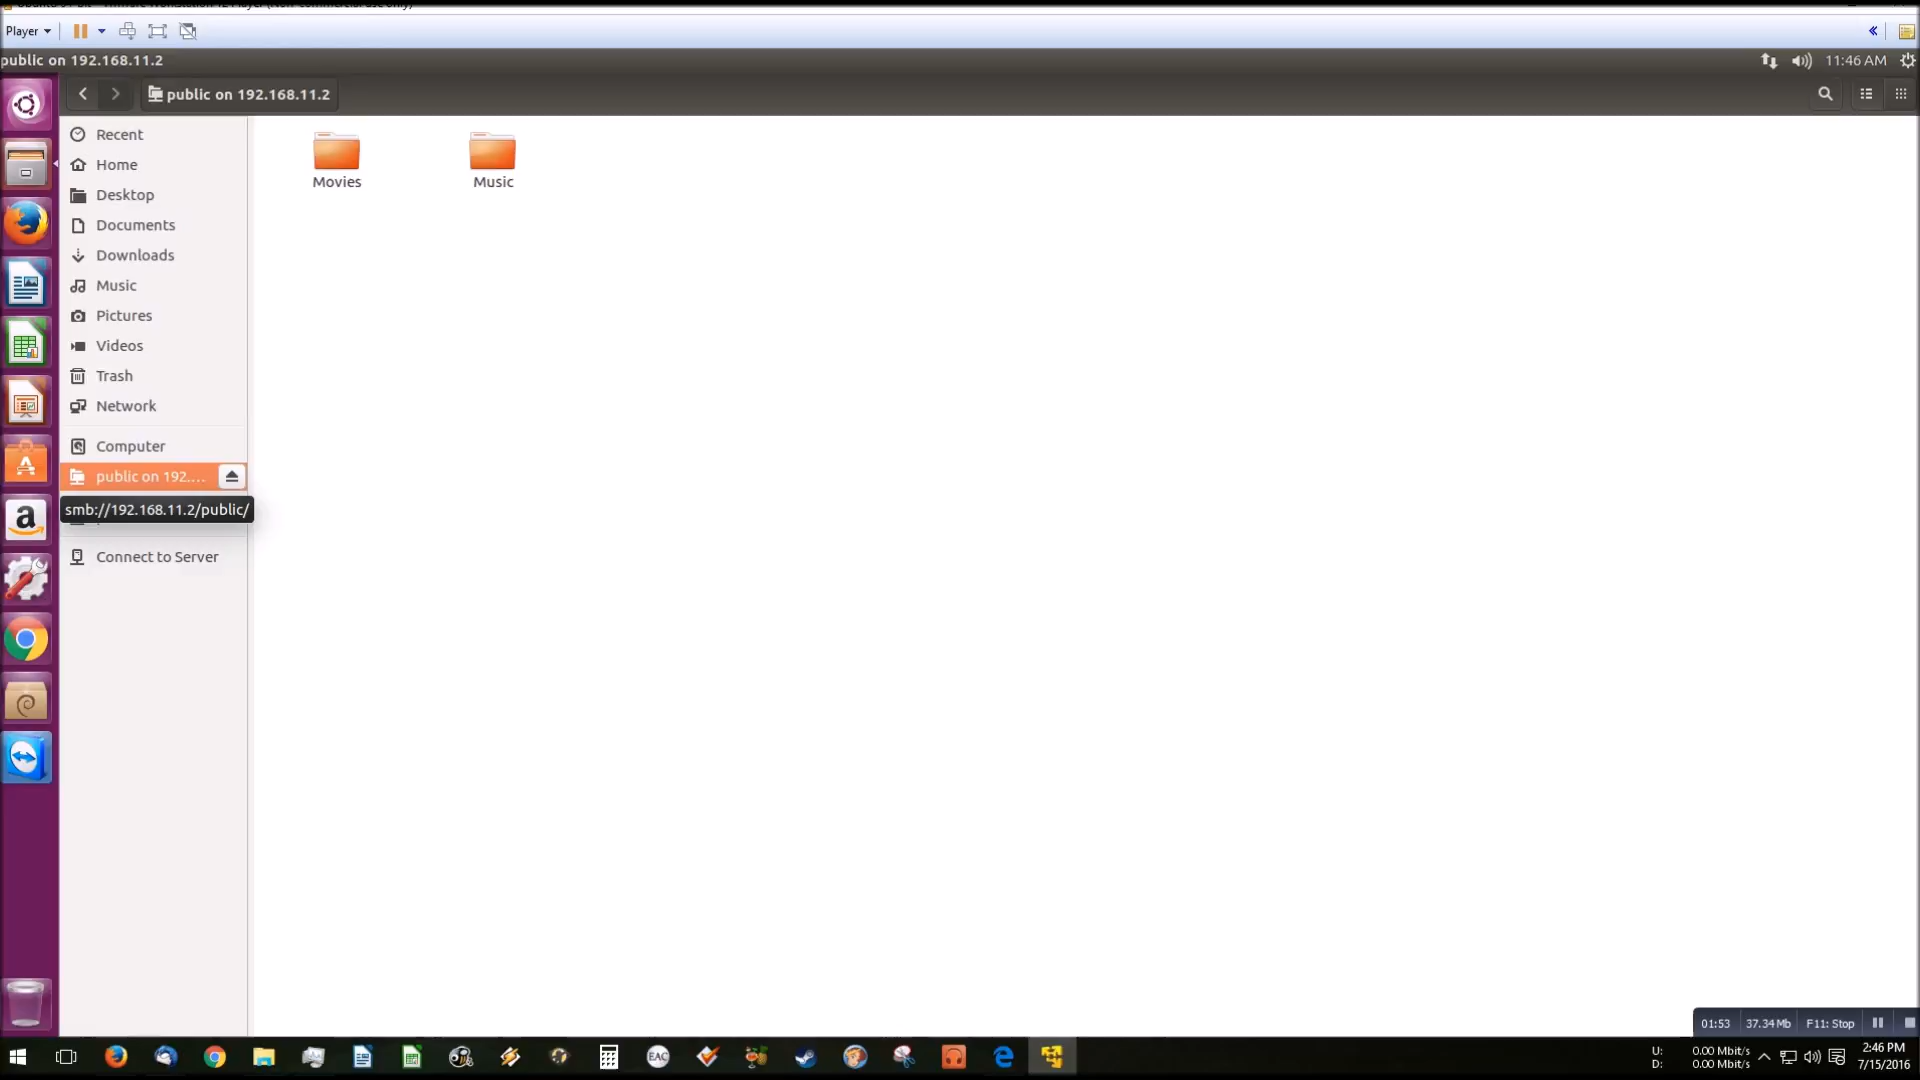 Player
public on 192.168.11.2
11:46 AM
public on 192.168.11.2
Recent
Home
Desktop
Documents
Downloads
Music
Pictures
Videos
Trash
Network
Computer
public on 192....
smb://192.168.11.2/public/
Connect to Server
Movies
Music
01:53
37.34 Mb
F11: Stop
a
EAC
U: 0.00 Mbit/s
D: 0.00 Mbit/s
2:46 PM
7/15/2016